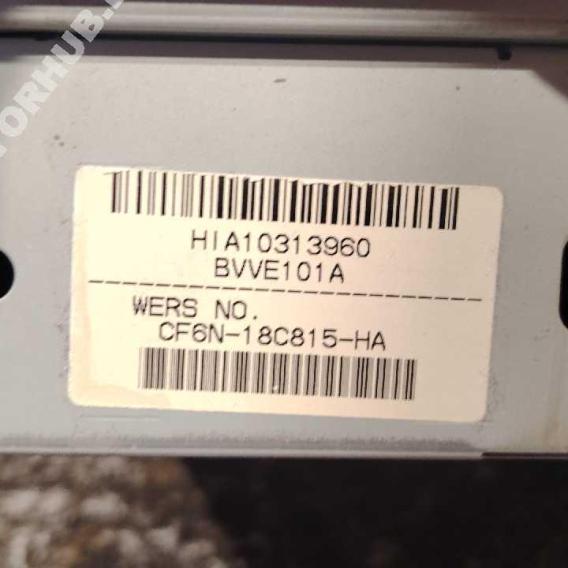 HIA10313960
BVVE101A
WERS NO.
CF6N-18C815-HA